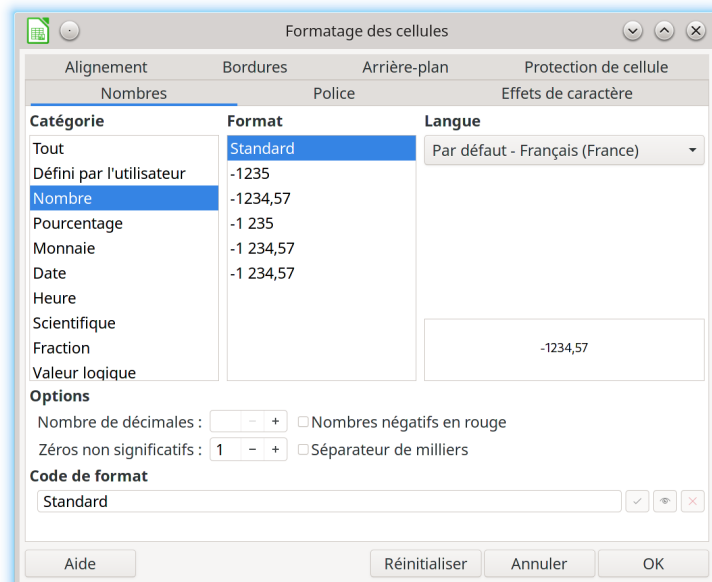 Formatage des cellules
Alignement Bordures Arrière-plan Protection de cellule
Nombres Police Effets de caractère
Catégorie Format Langue
Tout Standard Par défaut - Français (France)
Défini par l'utilisateur -1235
Nombre -1234,57
Pourcentage -1 235
Monnaie -1 234,57
Date -1 234,57
Heure
Scientifique
Fraction -1234,57
Valeur logique
Options
Nombre de décimales : − + Nombres négatifs en rouge
Zéros non significatifs : 1 − + Séparateur de milliers
Code de format
Standard
Aide Réinitialiser Annuler OK